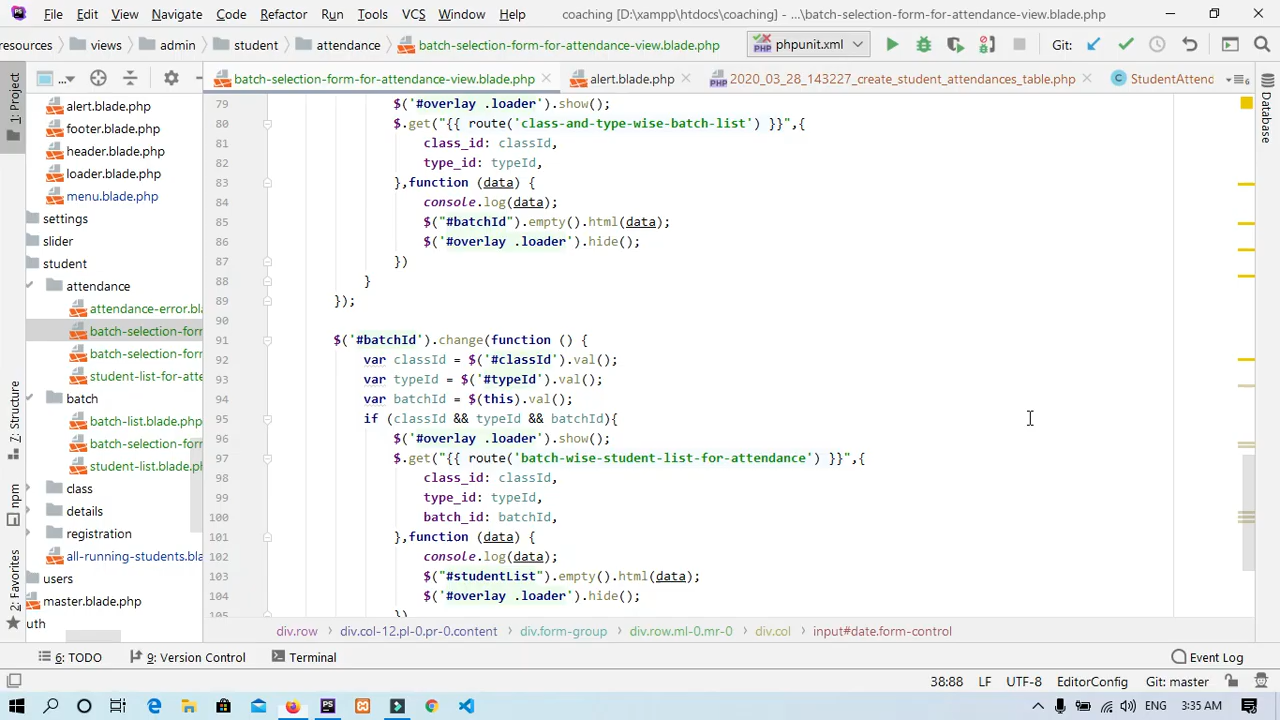 File Edit View Navigate Code Refactor Run Tools VCS Window Help coaching [D:\xampp\htdocs\coaching] - ...\batch-selection-form-for-attendance-view.blade.php
resources views admin student attendance batch-selection-form-for-attendance-view.blade.php phpunit.xml Git:
batch-selection-form-for-attendance-view.blade.php alert.blade.php 2020_03_28_143227_create_student_attendances_table.php StudentAttend 6
1: Project
Z: Structure
npm
2: Favorites
Database
alert.blade.php
footer.blade.php
header.blade.php
loader.blade.php
menu.blade.php
settings
slider
student
attendance
attendance-error.bla
batch-selection-form
batch-selection-form
student-list-for-atte
batch
batch-list.blade.php
batch-selection-form
student-list.blade.ph
class
details
registration
all-running-students.bla
users
master.blade.php
uth
79 $('#overlay .loader').show();
80 $.get("{{ route('class-and-type-wise-batch-list') }}",{
81 class_id: classId,
82 type_id: typeId,
83 },function (data) {
84 console.log(data);
85 $("#batchId").empty().html(data);
86 $('#overlay .loader').hide();
87 })
88 }
89 });
90
91 $('#batchId').change(function () {
92 var classId = $('#classId').val();
93 var typeId = $('#typeId').val();
94 var batchId = $(this).val();
95 if (classId && typeId && batchId){
96 $('#overlay .loader').show();
97 $.get("{{ route('batch-wise-student-list-for-attendance') }}",{
98 class_id: classId,
99 type_id: typeId,
100 batch_id: batchId,
101 },function (data) {
102 console.log(data);
103 $("#studentList").empty().html(data);
104 $('#overlay .loader').hide();
105 })
div.row div.col-12.pl-0.pr-0.content div.form-group div.row.ml-0.mr-0 div.col input#date.form-control
6: TODO 9: Version Control Terminal Event Log
38:88 LF UTF-8 EditorConfig Git: master
ENG 3:35 AM